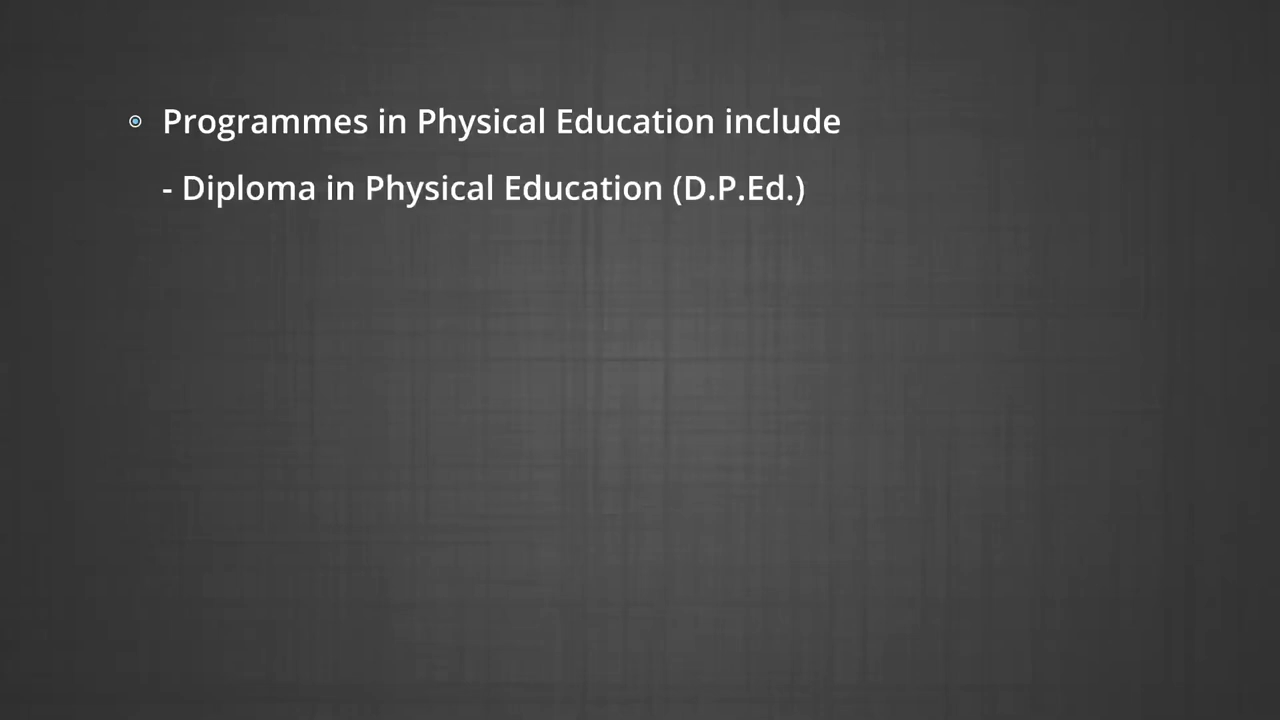 Programmes in Physical Education include
- Diploma in Physical Education (D.P.Ed.)